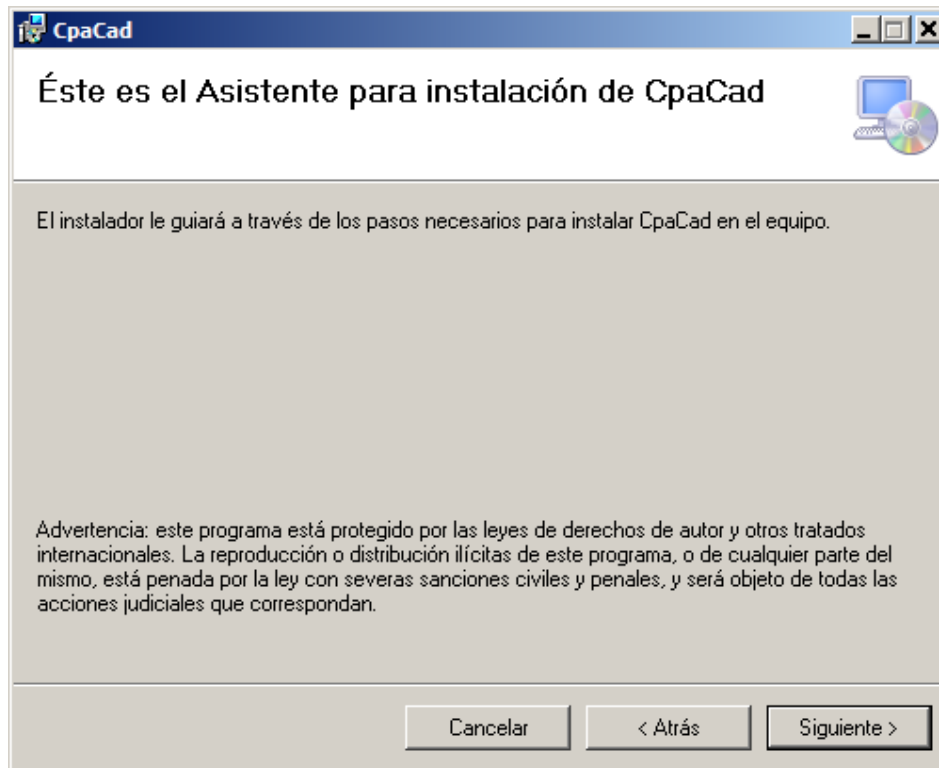 CpaCad
Éste es el Asistente para instalación de CpaCad
El instalador le guiará a través de los pasos necesarios para instalar CpaCad en el equipo.
Advertencia: este programa está protegido por las leyes de derechos de autor y otros tratados
internacionales. La reproducción o distribución ilícitas de este programa, o de cualquier parte del
mismo, está penada por la ley con severas sanciones civiles y penales, y será objeto de todas las
acciones judiciales que correspondan.
Cancelar
< Atrás
Siguiente >